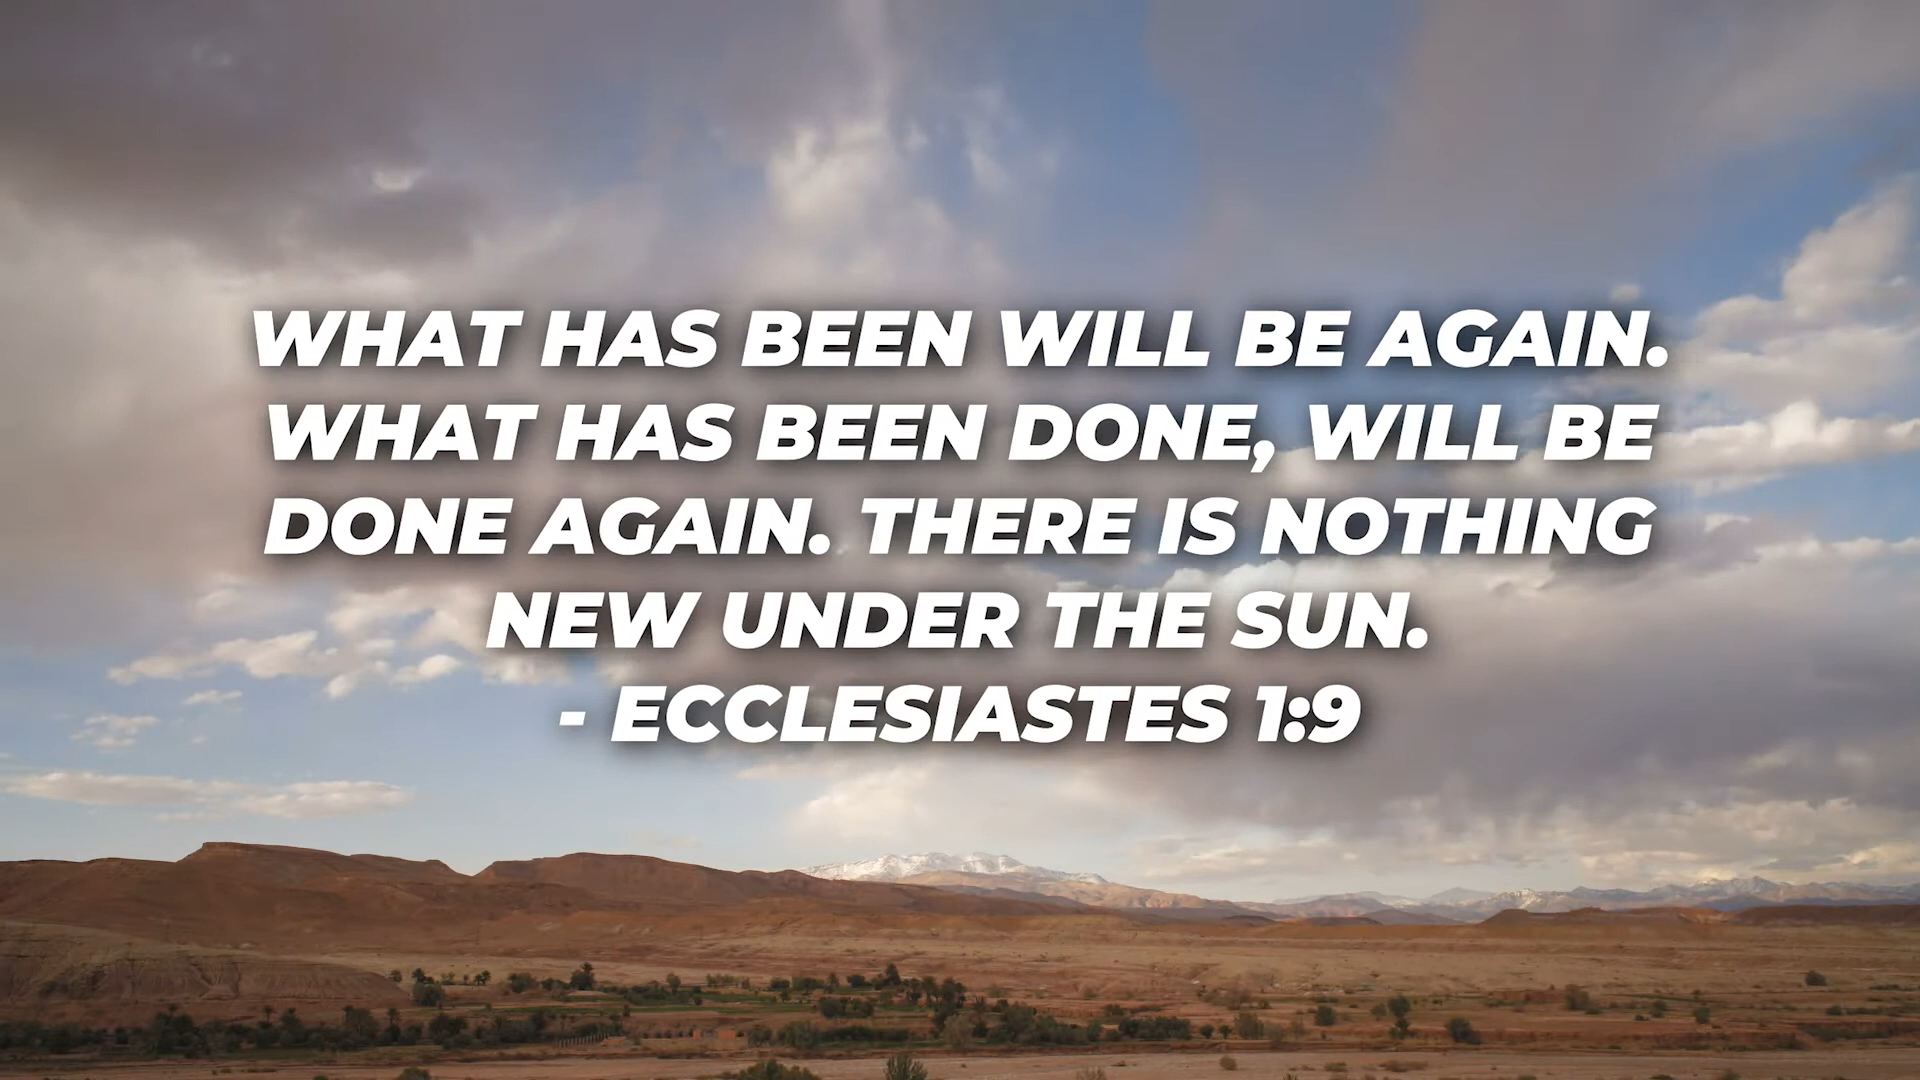 WHAT HAS BEEN WILL BE AGAIN.
WHAT HAS BEEN DONE, WILL BE
DONE AGAIN. THERE IS NOTHING
NEW UNDER THE SUN.
- ECCLESIASTES 1:9